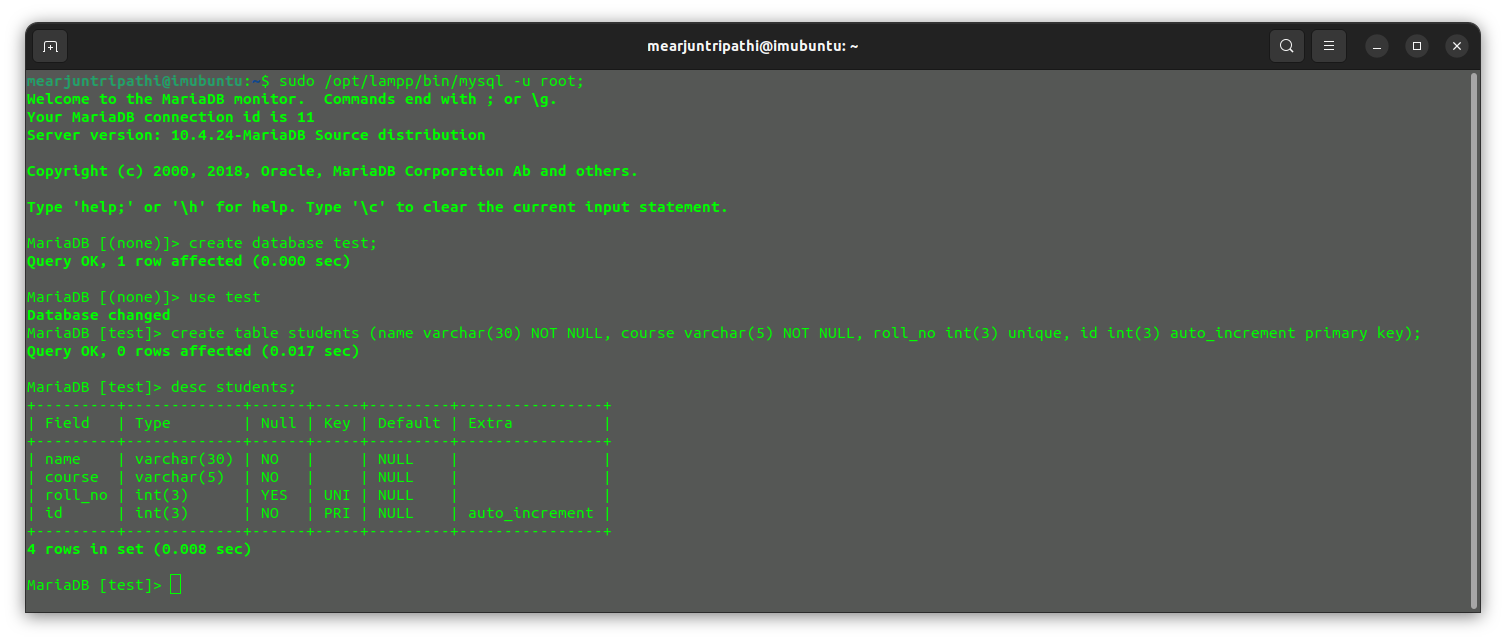 mearjuntripathi@imubuntu: ~
mearjuntripathi@imubuntu:~$ sudo /opt/lampp/bin/mysql -u root;
Welcome to the MariaDB monitor.  Commands end with ; or \g.
Your MariaDB connection id is 11
Server version: 10.4.24-MariaDB Source distribution

Copyright (c) 2000, 2018, Oracle, MariaDB Corporation Ab and others.

Type 'help;' or '\h' for help. Type '\c' to clear the current input statement.

MariaDB [(none)]> create database test;
Query OK, 1 row affected (0.000 sec)

MariaDB [(none)]> use test
Database changed
MariaDB [test]> create table students (name varchar(30) NOT NULL, course varchar(5) NOT NULL, roll_no int(3) unique, id int(3) auto_increment primary key);
Query OK, 0 rows affected (0.017 sec)

MariaDB [test]> desc students;
+---------+-------------+------+-----+---------+----------------+
| Field   | Type        | Null | Key | Default | Extra          |
+---------+-------------+------+-----+---------+----------------+
| name    | varchar(30) | NO   |     | NULL    |                |
| course  | varchar(5)  | NO   |     | NULL    |                |
| roll_no | int(3)      | YES  | UNI | NULL    |                |
| id      | int(3)      | NO   | PRI | NULL    | auto_increment |
+---------+-------------+------+-----+---------+----------------+
4 rows in set (0.008 sec)

MariaDB [test]>